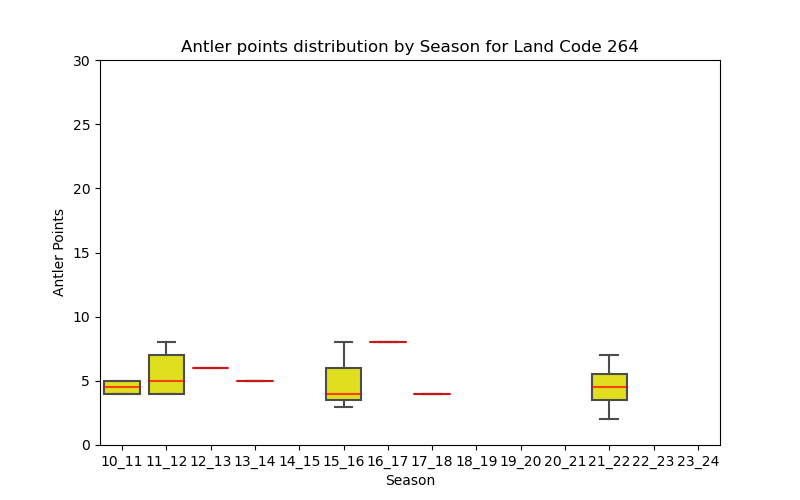 Antler points distribution by Season for Land Code 264
30
25
20
15
10
5
0
Antler Points
10_11 11_12 12_13 13_14 14_15 15_16 16_17 17_18 18_19 19_20 20_21 21_22 22_23 23_24
Season